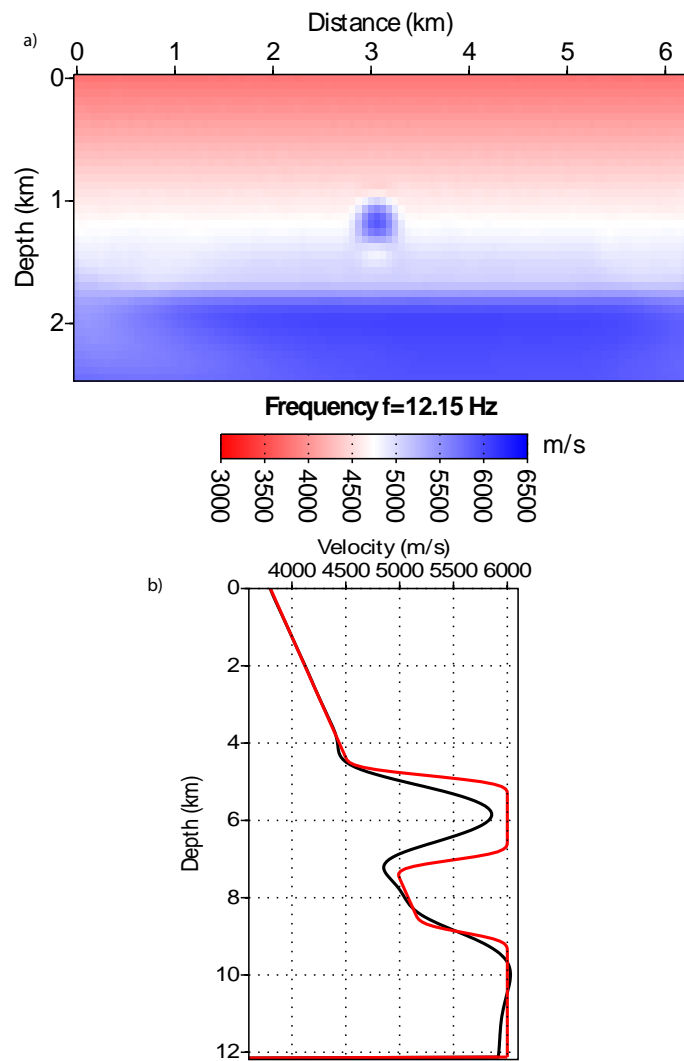 a)
Distance (km)
0 1 2 3 4 5 6
Depth (km)
0
1
2
Frequency f=12.15 Hz
m/s
3000 3500 4000 4500 5000 5500 6000 6500
b)
Velocity (m/s)
4000 4500 5000 5500 6000
Depth (km)
0
2
4
6
8
10
12